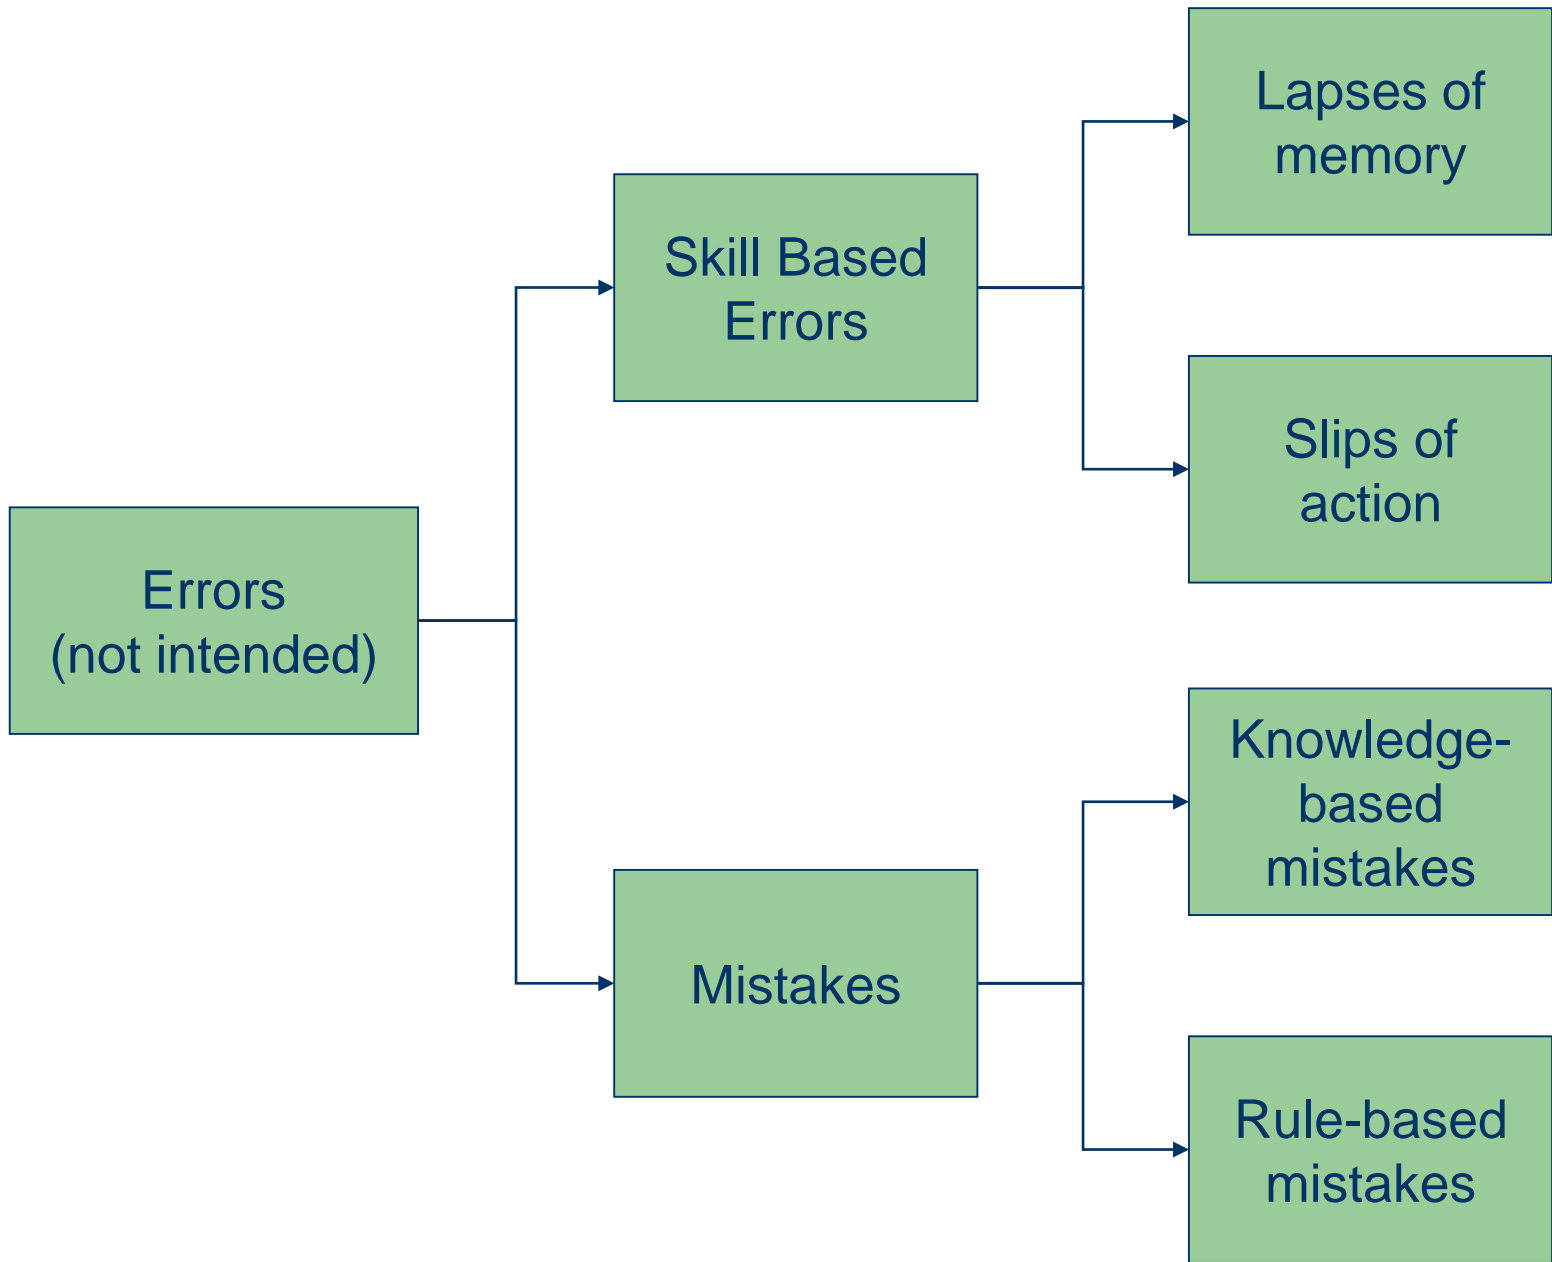 Errors
(not intended)
Skill Based
Errors
Lapses of
memory
Slips of
action
Mistakes
Knowledge-
based
mistakes
Rule-based
mistakes